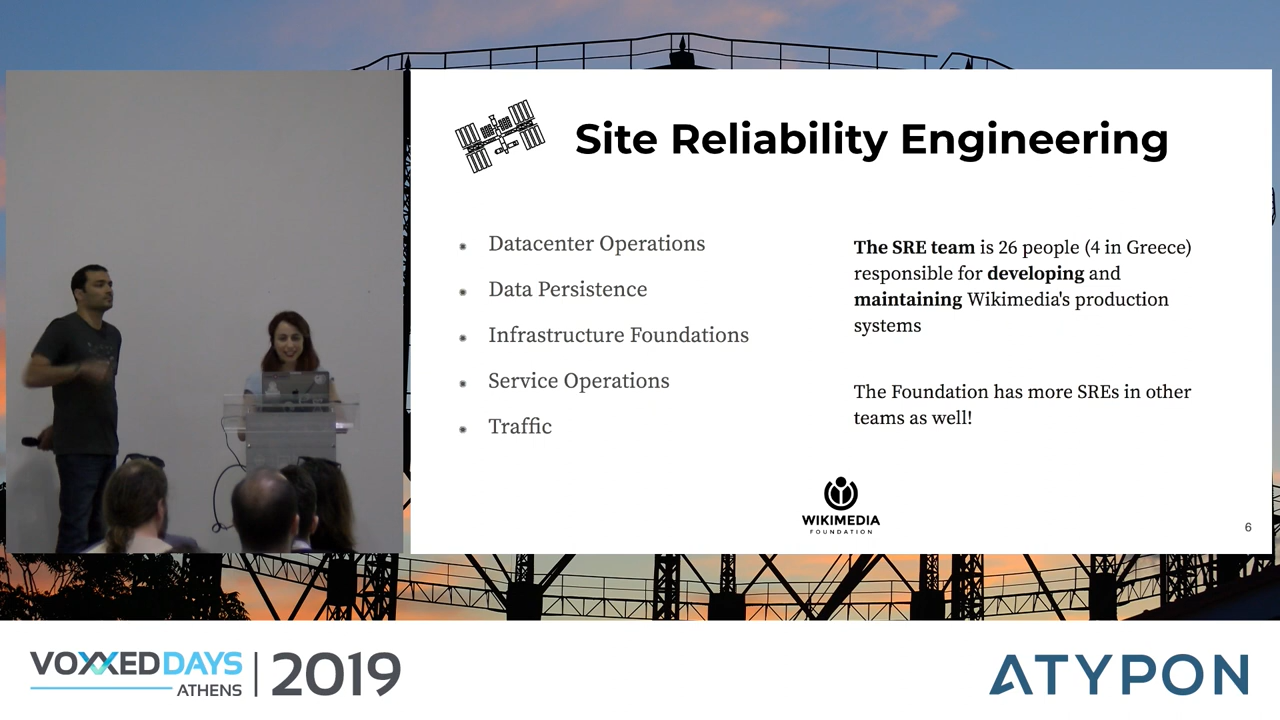 Site Reliability Engineering
Datacenter Operations
Data Persistence
Infrastructure Foundations
Service Operations
Traffic
The SRE team is 26 people (4 in Greece)
responsible for developing and
maintaining Wikimedia's production
systems
The Foundation has more SREs in other
teams as well!
WIKIMEDIA
FOUNDATION
6
VOXXED DAYS
ATHENS
2019
ATYPON